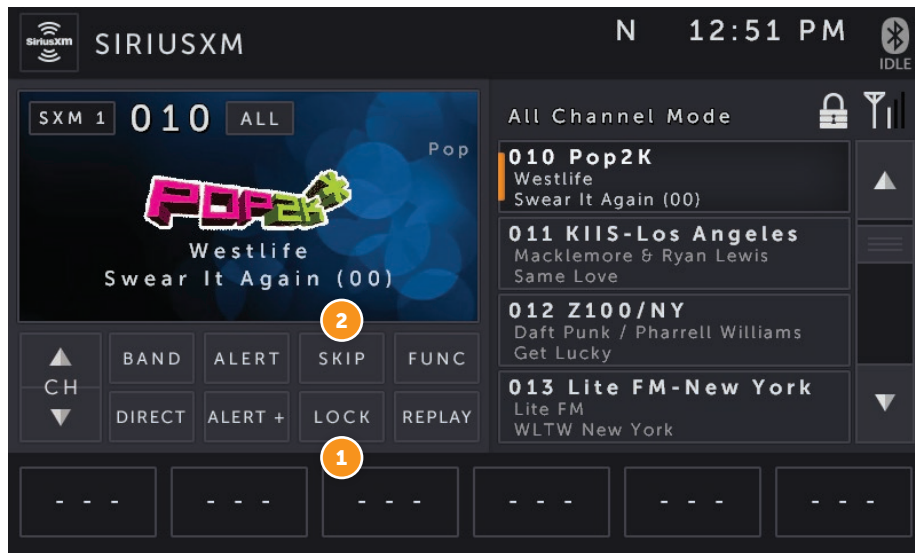 SiriusXM
SIRIUSXM
N
12:51 PM
IDLE
SXM 1
010
ALL
Pop
POP2K
Westlife
Swear It Again (00)
2
CH
BAND
ALERT
SKIP
FUNC
DIRECT
ALERT +
LOCK
REPLAY
1
All Channel Mode
010 Pop2K
Westlife
Swear It Again (00)
011 KIIS-Los Angeles
Macklemore & Ryan Lewis
Same Love
012 Z100/NY
Daft Punk / Pharrell Williams
Get Lucky
013 Lite FM-New York
Lite FM
WLTW New York
- - -
- - -
- - -
- - -
- - -
- - -